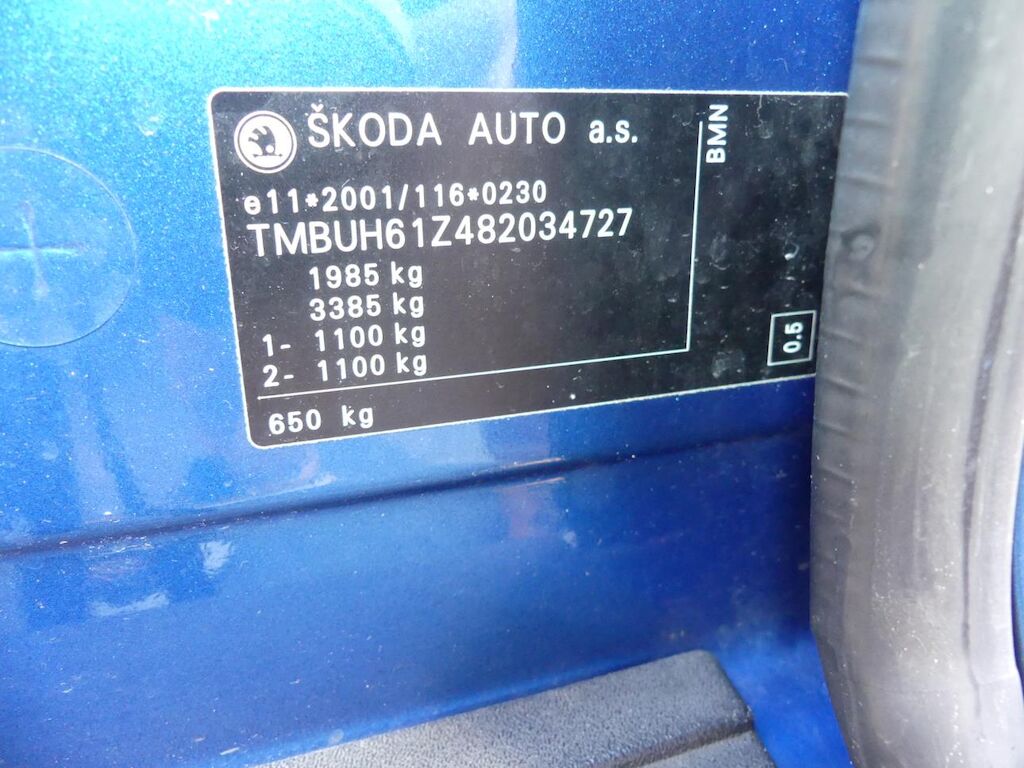 ŠKODA AUTO a.s.
e11*2001/116*0230
TMBUH61Z482034727
1985 kg
3385 kg
1- 1100 kg
2- 1100 kg
650 kg
BMN
0.5